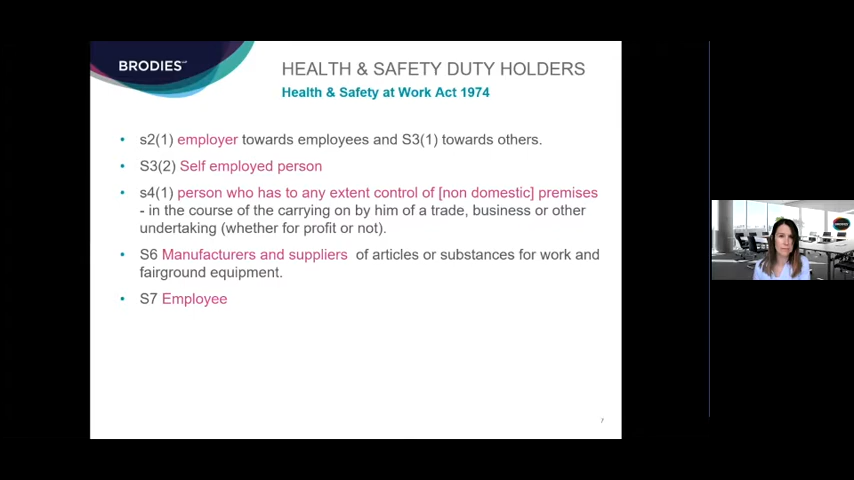 BRODIES LLP
HEALTH & SAFETY DUTY HOLDERS
Health & Safety at Work Act 1974
• s2(1) employer towards employees and S3(1) towards others.
• S3(2) Self employed person
• s4(1) person who has to any extent control of [non domestic] premises
- in the course of the carrying on by him of a trade, business or other
undertaking (whether for profit or not).
• S6 Manufacturers and suppliers of articles or substances for work and
fairground equipment.
• S7 Employee
7